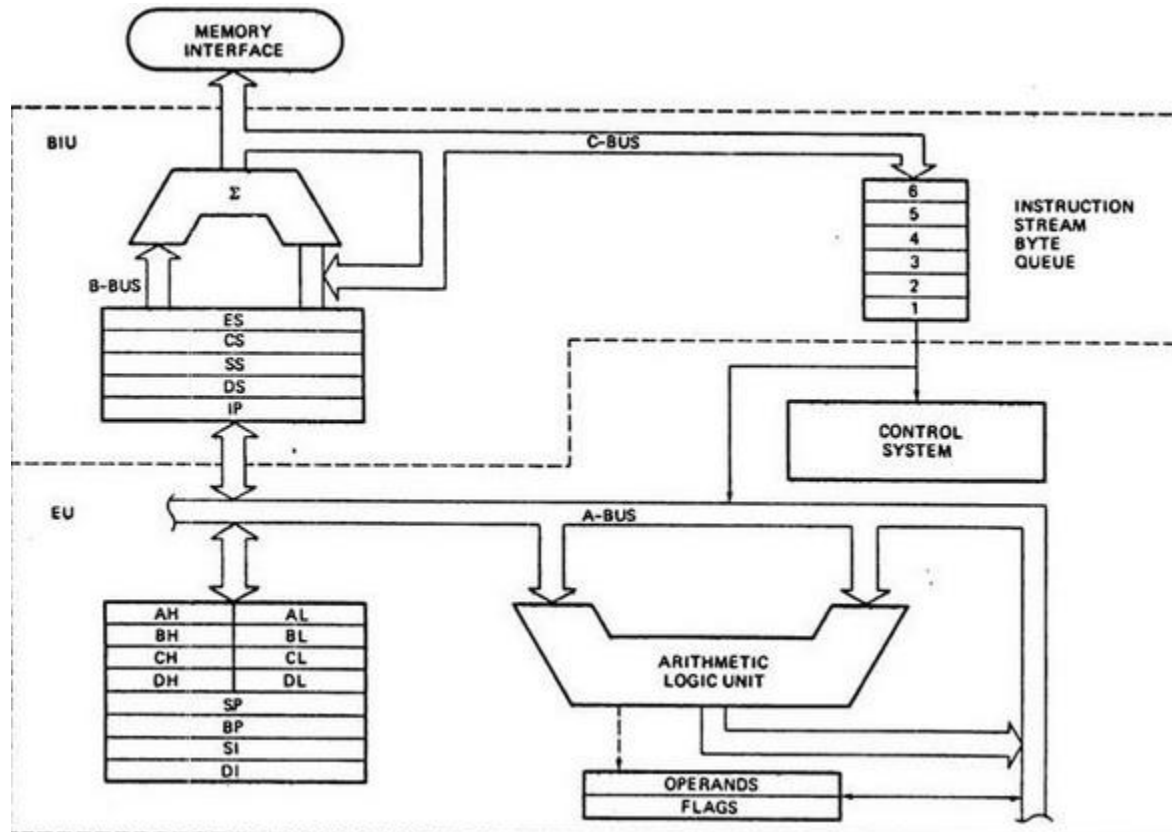 MEMORY
INTERFACE
BIU
C-BUS
Σ
6
5
4
3
2
1
INSTRUCTION
STREAM
BYTE
QUEUE
B-BUS
ES
CS
SS
DS
IP
CONTROL
SYSTEM
EU
A-BUS
AH AL
BH BL
CH CL
DH DL
SP
BP
SI
DI
ARITHMETIC
LOGIC UNIT
OPERANDS
FLAGS